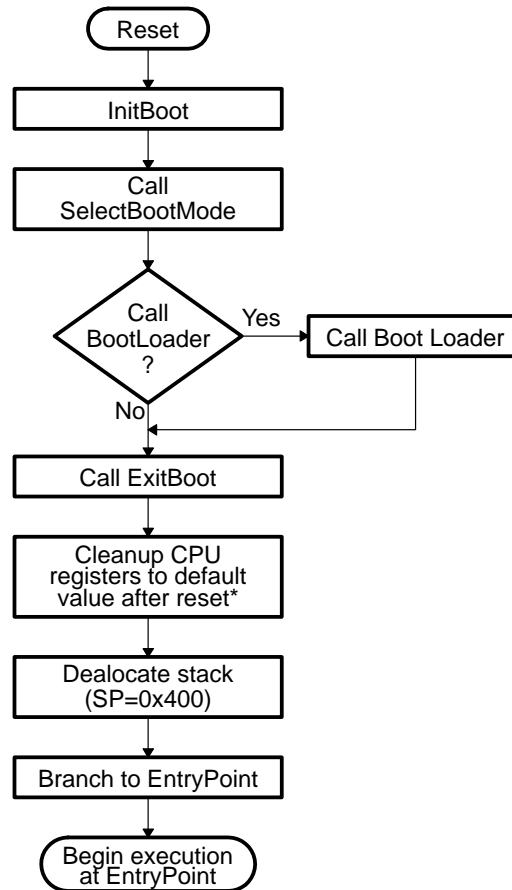 Reset
InitBoot
Call
SelectBootMode
Call
BootLoader
?
Yes
Call Boot Loader
No
Call ExitBoot
Cleanup CPU
registers to default
value after reset*
Dealocate stack
(SP=0x400)
Branch to EntryPoint
Begin execution
at EntryPoint